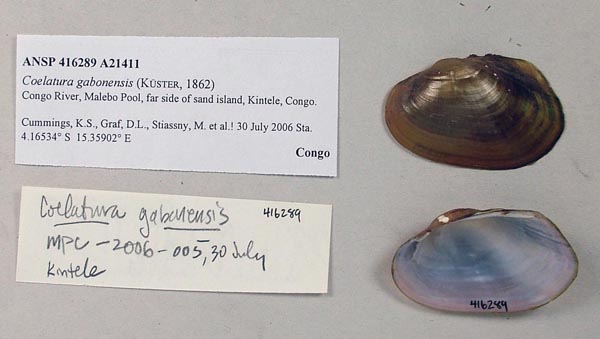 ANSP 416289 A21411
Coelatura gabonensis (KÜSTER, 1862)
Congo River, Malebo Pool, far side of sand island, Kintele, Congo.
Cummings, K.S., Graf, D.L., Stiassny, M. et al.! 30 July 2006 Sta.
4.16534° S 15.35902° E
Congo
Coelatura gabonensis 416289
MPC-2006-005, 30 July
Kintele
416289